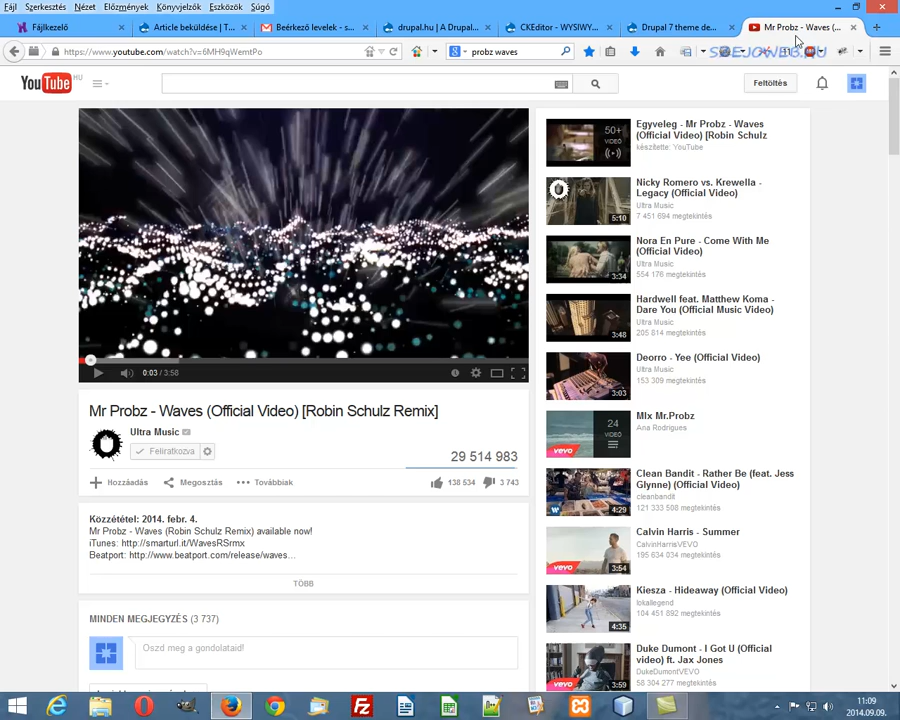 Fájl Szerkesztés Nézet Előzmények Könyvjelzők Eszközök Súgó
Fájlkezelő
Article beküldése | T...
Beérkező levelek - s...
drupal.hu | A Drupal...
CKEditor - WYSIWY...
Drupal 7 theme de...
Mr Probz - Waves (...
https://www.youtube.com/watch?v=6MH9qWemtPo
probz waves
YouTube HU
Feltöltés
0:03 / 3:58
Mr Probz - Waves (Official Video) [Robin Schulz Remix]
Ultra Music
Feliratkozva
29 514 983
Hozzáadás
Megosztás
Továbbiak
138 534
3 743
Közzététel: 2014. febr. 4.
Mr Probz - Waves (Robin Schulz Remix) available now!
iTunes: http://smarturl.it/WavesRSrmx
Beatport: http://www.beatport.com/release/waves...
TÖBB
MINDEN MEGJEGYZÉS (3 737)
Oszd meg a gondolataid!
50+
VIDEÓ
Egyveleg - Mr Probz - Waves
(Official Video) [Robin Schulz
készítette: YouTube
5:10
Nicky Romero vs. Krewella -
Legacy (Official Video)
Ultra Music
7 451 694 megtekintés
3:34
Nora En Pure - Come With Me
(Official Video)
Ultra Music
554 176 megtekintés
3:48
Hardwell feat. Matthew Koma -
Dare You (Official Music Video)
Ultra Music
205 814 megtekintés
3:03
Deorro - Yee (Official Video)
Ultra Music
153 309 megtekintés
24
VIDEÓ
vevo
MIx Mr.Probz
Ana Rodrigues
4:29
Clean Bandit - Rather Be (feat. Jess
Glynne) (Official Video)
cleanbandit
121 333 508 megtekintés
vevo
3:54
Calvin Harris - Summer
CalvinHarrisVEVO
195 634 034 megtekintés
4:35
Kiesza - Hideaway (Official Video)
lokallegend
104 451 892 megtekintés
vevo
3:59
Duke Dumont - I Got U (Official
video) ft. Jax Jones
DukeDumontVEVO
58 304 277 megtekintés
11:09
2014.09.09.